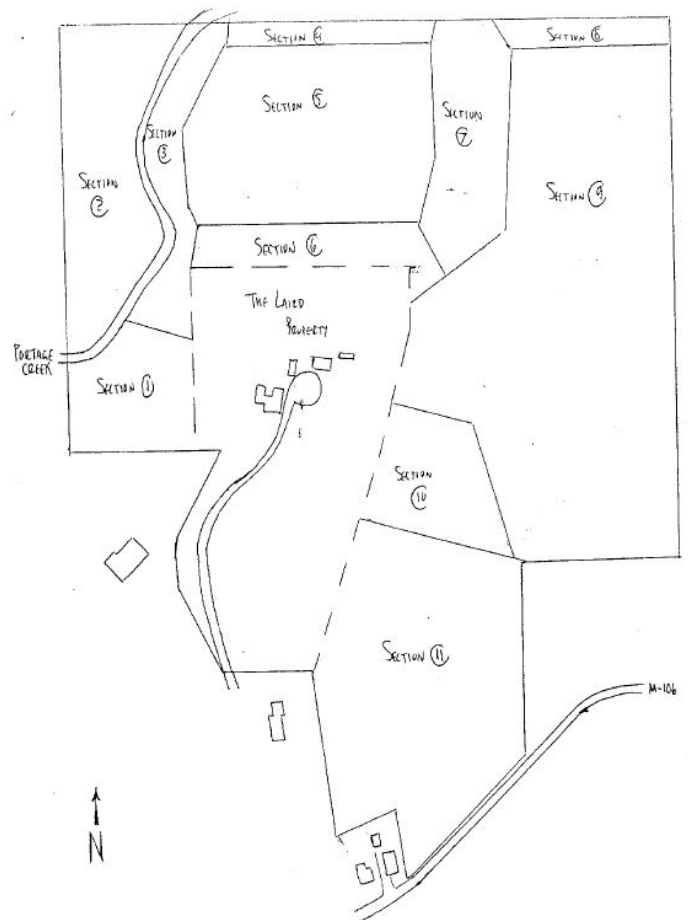 SECTION ④
SECTION ⑧
SECTION ⑤
SECTION ③
SECTION ⑦
SECTION ②
SECTION ⑨
SECTION ⑥
THE LAIRD
PROPERTY
PORTAGE
CREEK
SECTION ①
SECTION
⑩
SECTION ⑪
M-106
N